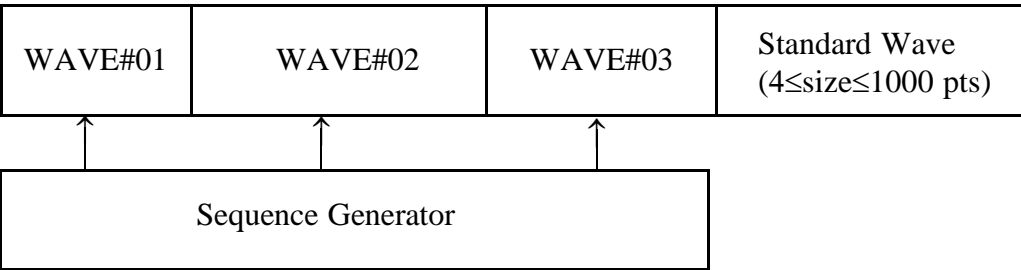 WAVE#01
WAVE#02
WAVE#03
Standard Wave
(4≤size≤1000 pts)
Sequence Generator